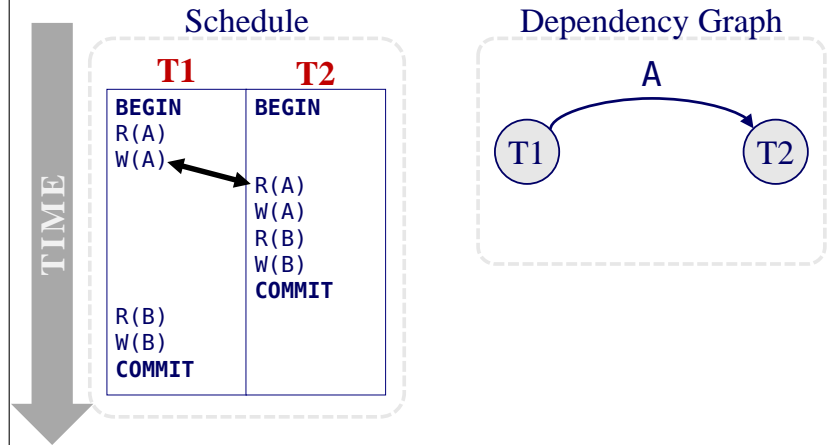 Schedule
Dependency Graph
TIME
T1 T2
BEGIN BEGIN
R(A)
W(A)
R(A)
W(A)
R(B)
W(B)
COMMIT
R(B)
W(B)
COMMIT
A
T1 T2